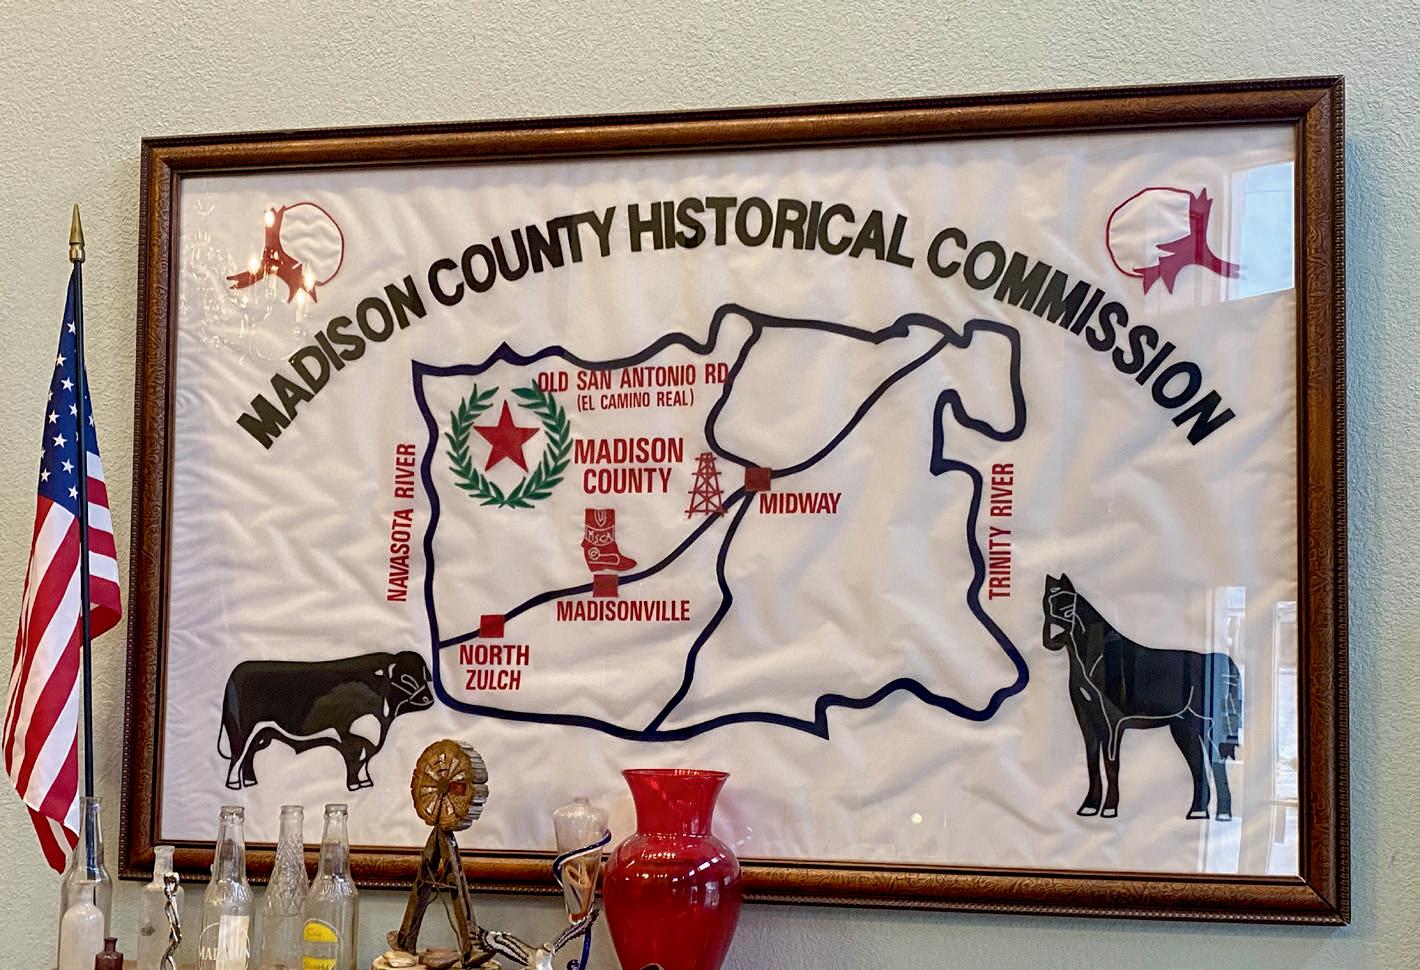 MADISON COUNTY HISTORICAL COMMISSION
OLD SAN ANTONIO RD
(EL CAMINO REAL)
MADISON
COUNTY
MIDWAY
MSCA
NAVASOTA RIVER
TRINITY RIVER
MADISONVILLE
NORTH
ZULCH